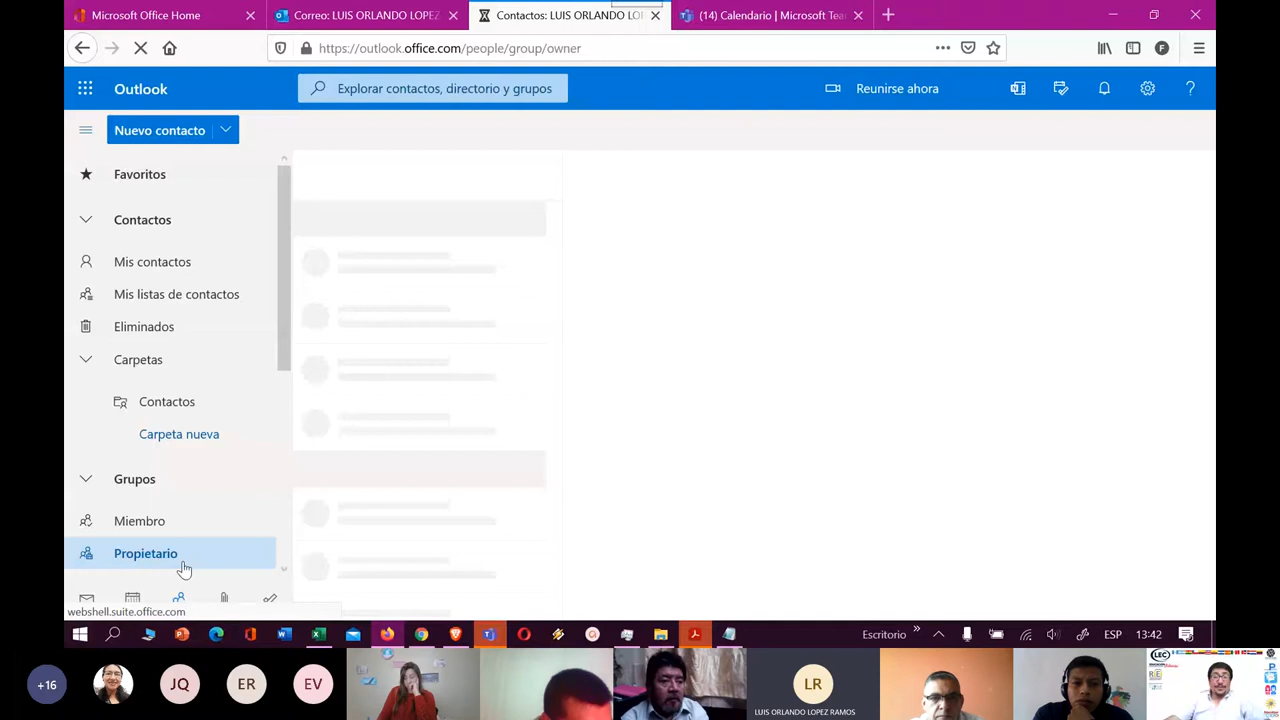 Microsoft Office Home
Correo: LUIS ORLANDO LOPEZ
Contactos: LUIS ORLANDO LO
(14) Calendario | Microsoft Tea
https://outlook.office.com/people/group/owner
Outlook
Explorar contactos, directorio y grupos
Reunirse ahora
Nuevo contacto
Favoritos
Contactos
Mis contactos
Mis listas de contactos
Eliminados
Carpetas
Contactos
Carpeta nueva
Grupos
Miembro
Propietario
webshell.suite.office.com
Escritorio
ESP
13:42
+16
JQ
ER
EV
LR
LUIS ORLANDO LOPEZ RAMOS
LEC